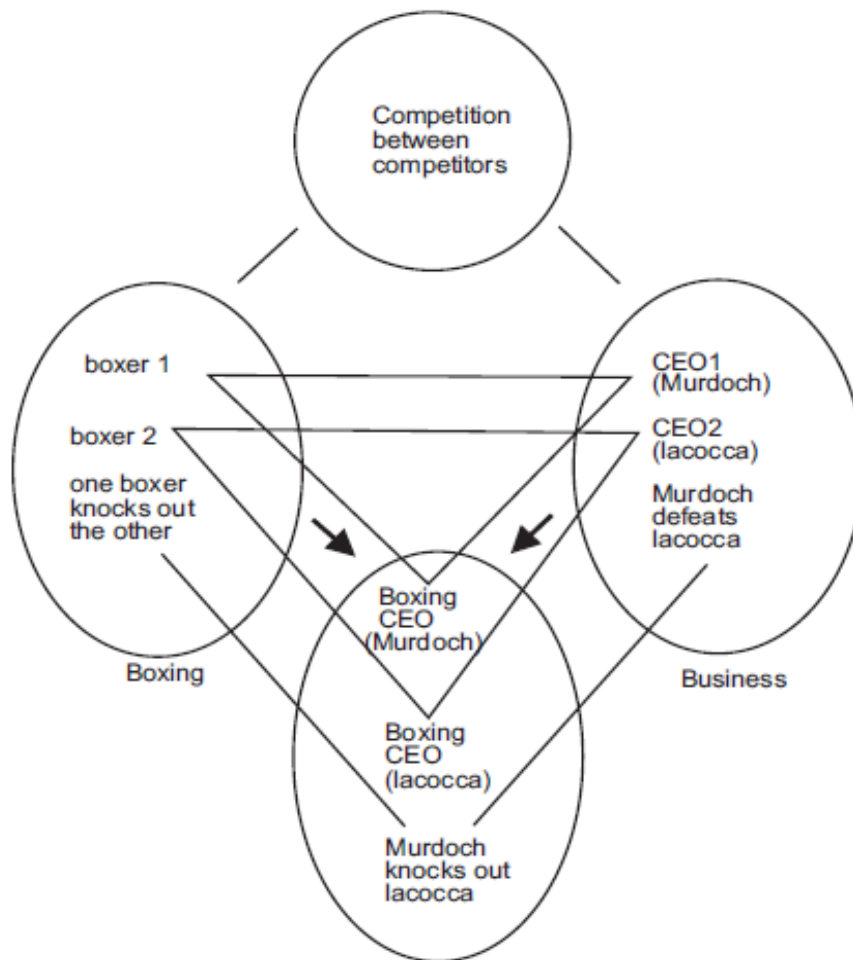 Competition
between
competitors
boxer 1
boxer 2
one boxer
knocks out
the other
Boxing
CEO1
(Murdoch)
CEO2
(Iacocca)
Murdoch
defeats
Iacocca
Business
Boxing
CEO
(Murdoch)
Boxing
CEO
(Iacocca)
Murdoch
knocks out
Iacocca